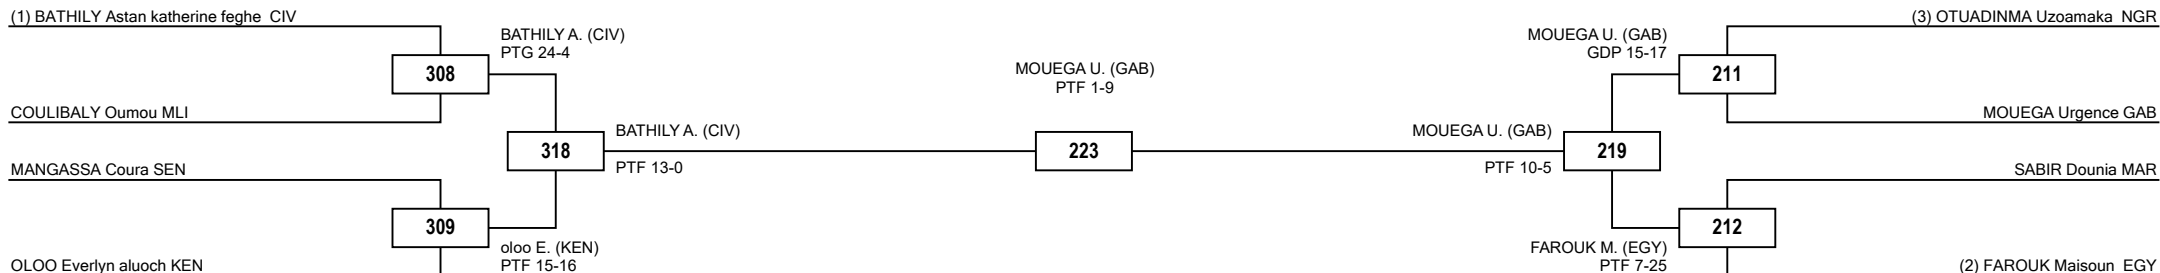 (1) BATHILY Astan katherine feghe CIV
(3) OTUADINMA Uzoamaka NGR
BATHILY A. (CIV)
PTG 24-4
MOUEGA U. (GAB)
GDP 15-17
308
MOUEGA U. (GAB)
PTF 1-9
211
COULIBALY Oumou MLI
MOUEGA Urgence GAB
318
BATHILY A. (CIV)
PTF 13-0
223
MOUEGA U. (GAB)
PTF 10-5
219
MANGASSA Coura SEN
SABIR Dounia MAR
309
212
oloo E. (KEN)
PTF 15-16
FAROUK M. (EGY)
PTF 7-25
OLOO Everlyn aluoch KEN
(2) FAROUK Maisoun EGY